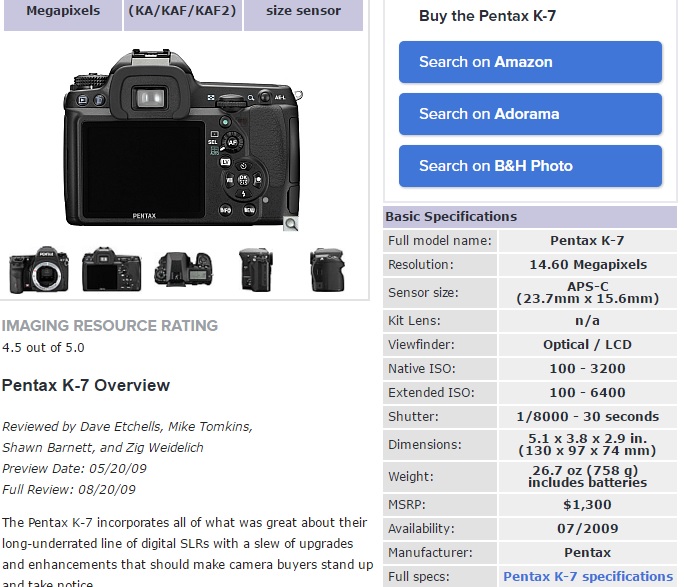 Megapixels (KA/KAF/KAF2) size sensor
AE-L
SEL
AF
LV
WB
OK
INFO MENU
PENTAX
IMAGING RESOURCE RATING
4.5 out of 5.0
Pentax K-7 Overview
Reviewed by Dave Etchells, Mike Tomkins,
Shawn Barnett, and Zig Weidelich
Preview Date: 05/20/09
Full Review: 08/20/09
The Pentax K-7 incorporates all of what was great about their
long-underrated line of digital SLRs with a slew of upgrades
and enhancements that should make camera buyers stand up
and take notice
Buy the Pentax K-7
Search on Amazon
Search on Adorama
Search on B&H Photo
Basic Specifications
Full model name: Pentax K-7
Resolution: 14.60 Megapixels
Sensor size: APS-C
(23.7mm x 15.6mm)
Kit Lens: n/a
Viewfinder: Optical / LCD
Native ISO: 100 - 3200
Extended ISO: 100 - 6400
Shutter: 1/8000 - 30 seconds
Dimensions: 5.1 x 3.8 x 2.9 in.
(130 x 97 x 74 mm)
Weight: 26.7 oz (758 g)
includes batteries
MSRP: $1,300
Availability: 07/2009
Manufacturer: Pentax
Full specs: Pentax K-7 specifications